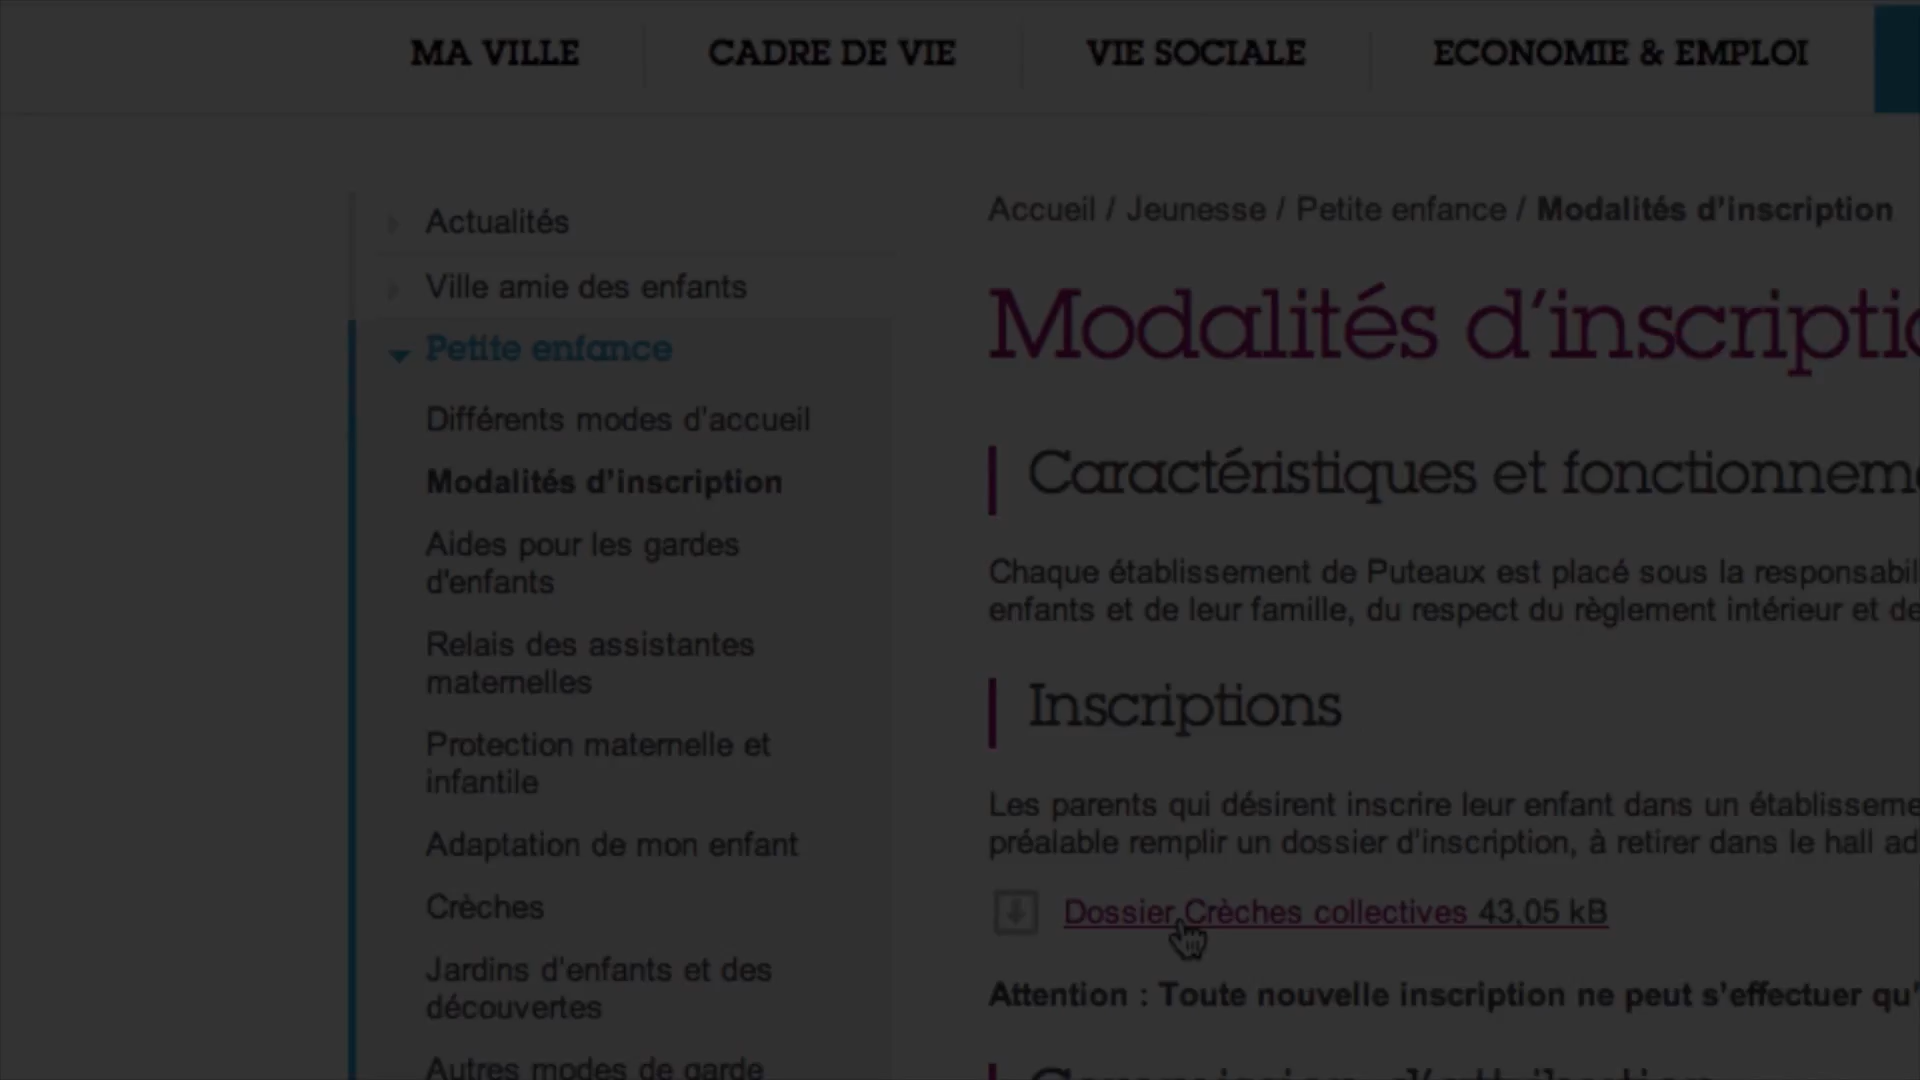 MA VILLE
CADRE DE VIE
VIE SOCIALE
ECONOMIE & EMPLOI
Actualités
Ville amie des enfants
Petite enfance
Différents modes d'accueil
Modalités d'inscription
Aides pour les gardes
d'enfants
Relais des assistantes
maternelles
Protection maternelle et
infantile
Adaptation de mon enfant
Crèches
Jardins d'enfants et des
découvertes
Autres modes de garde
Accueil / Jeunesse / Petite enfance / Modalités d'inscription
Modalités d'inscriptio
Caractéristiques et fonctionneme
Chaque établissement de Puteaux est placé sous la responsabil
enfants et de leur famille, du respect du règlement intérieur et de
Inscriptions
Les parents qui désirent inscrire leur enfant dans un établisseme
préalable remplir un dossier d'inscription, à retirer dans le hall ad
Dossier Crèches collectives 43,05 kB
Attention : Toute nouvelle inscription ne peut s'effectuer qu'